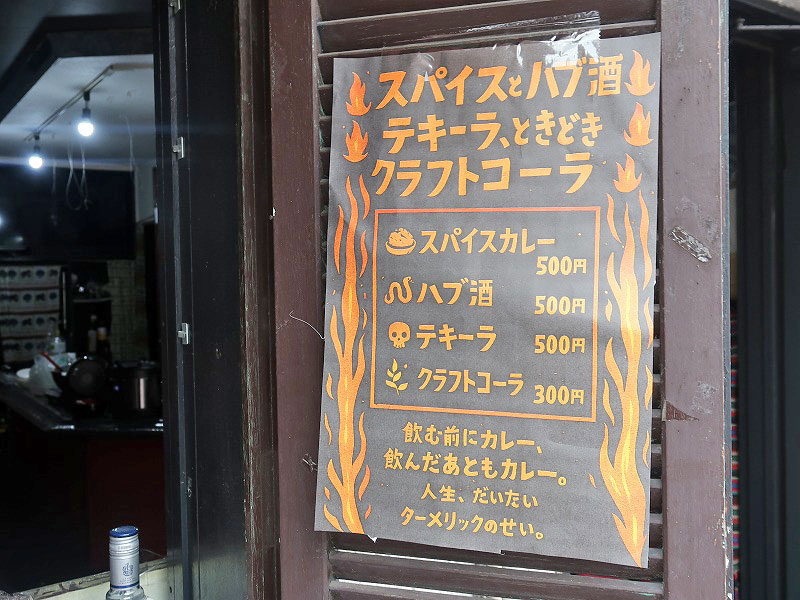 スパイスとハブ酒
テキーラ、ときどき
クラフトコーラ
スパイスカレー
500円
ハブ酒
500円
テキーラ
500円
クラフトコーラ
300円
飲む前にカレー、
飲んだあともカレー。
人生、だいたい
ターメリックのせい。